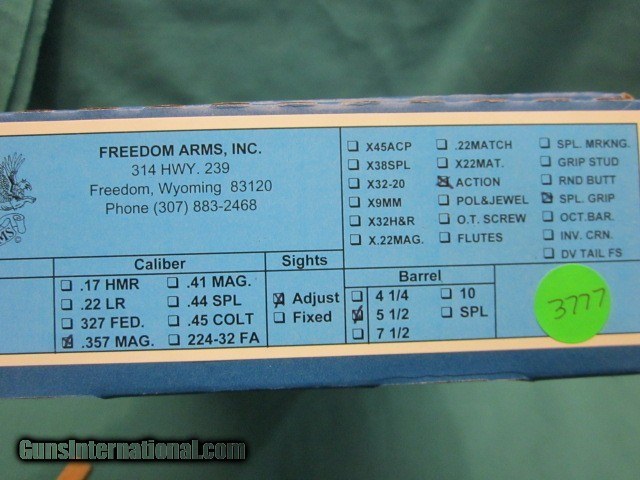 FREEDOM ARMS, INC.
314 HWY. 239
Freedom, Wyoming 83120
Phone (307) 883-2468
☐ X45ACP ☐ .22MATCH ☐ SPL. MRKNG.
☐ X38SPL ☐ X22MAT. ☐ GRIP STUD
☐ X32-20 ☒ ACTION ☐ RND BUTT
☐ X9MM ☐ POL&JEWEL ☒ SPL. GRIP
☐ X32H&R ☐ O.T. SCREW ☐ OCT.BAR.
☐ X.22MAG. ☐ FLUTES ☐ INV. CRN.
☐ DV TAIL FS
Caliber
☐ .17 HMR ☐ .41 MAG.
☐ .22 LR ☐ .44 SPL
☐ 327 FED. ☐ .45 COLT
☒ .357 MAG. ☐ 224-32 FA
Sights
☒ Adjust
☐ Fixed
Barrel
☐ 4 1/4 ☐ 10
☒ 5 1/2 ☐ SPL
☐ 7 1/2
3777
GunsInternational.com